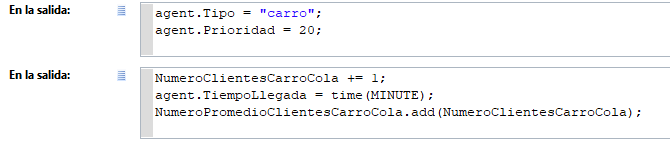 En la salida:
agent.Tipo = "carro";
agent.Prioridad = 20;
En la salida:
NumeroClientesCarroCola += 1;
agent.TiempoLlegada = time(MINUTE);
NumeroPromedioClientesCarroCola.add(NumeroClientesCarroCola);